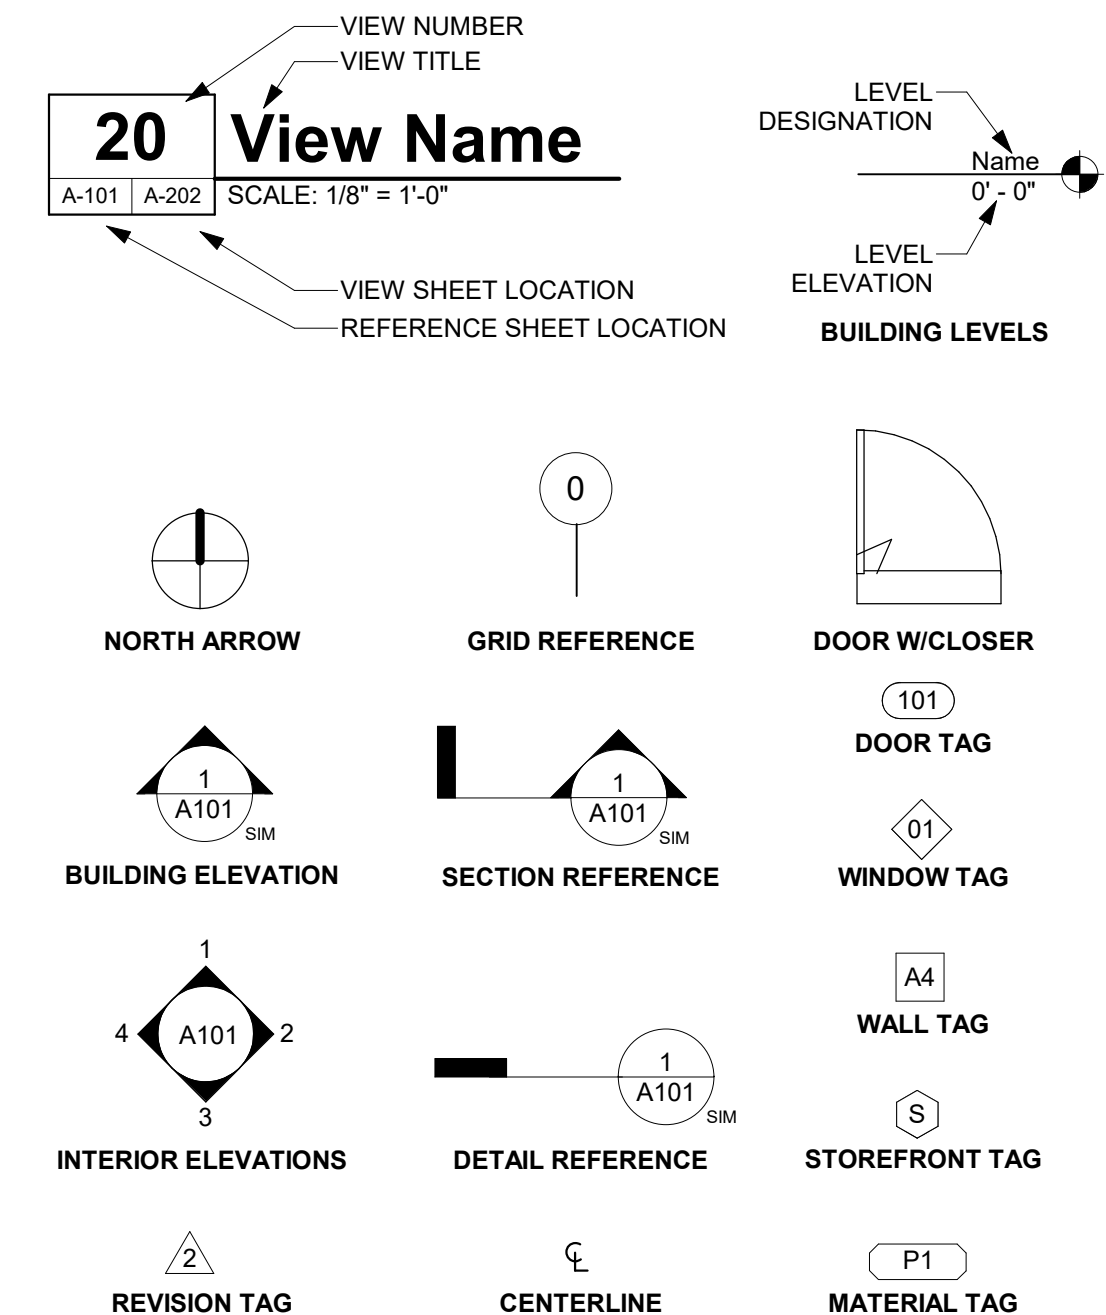 VIEW NUMBER
VIEW TITLE
20
View Name
A-101
A-202
SCALE: 1/8" = 1'-0"
VIEW SHEET LOCATION
REFERENCE SHEET LOCATION
LEVEL
DESIGNATION
Name
0' - 0"
LEVEL
ELEVATION
BUILDING LEVELS
NORTH ARROW
0
GRID REFERENCE
DOOR W/CLOSER
101
DOOR TAG
1
A101
SIM
BUILDING ELEVATION
1
A101
SIM
SECTION REFERENCE
01
WINDOW TAG
1
4
A101
2
3
INTERIOR ELEVATIONS
1
A101
SIM
DETAIL REFERENCE
A4
WALL TAG
S
STOREFRONT TAG
2
REVISION TAG
℄
CENTERLINE
P1
MATERIAL TAG